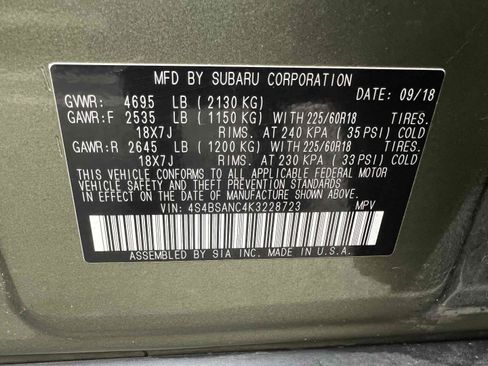 MFD BY SUBARU CORPORATION
GVWR: 4695 LB ( 2130 KG) DATE: 09/18
GAWR:F 2535 LB ( 1150 KG) WITH 225/60R18 TIRES.
18X7J RIMS. AT 240 KPA ( 35 PSI) COLD.
GAWR:R 2645 LB ( 1200 KG) WITH 225/60R18 TIRES.
18X7J RIMS. AT 230 KPA ( 33 PSI) COLD.
THIS VEHICLE CONFORMS TO ALL APPLICABLE FEDERAL MOTOR
VEHICLE SAFETY AND THEFT PREVENTION STANDARDS
IN EFFECT ON THE DATE OF MANUFACTURE SHOWN ABOVE.
VIN: 4S4BSANC4K3228723 MPV
ASSEMBLED BY SIA INC. MADE IN U.S.A.